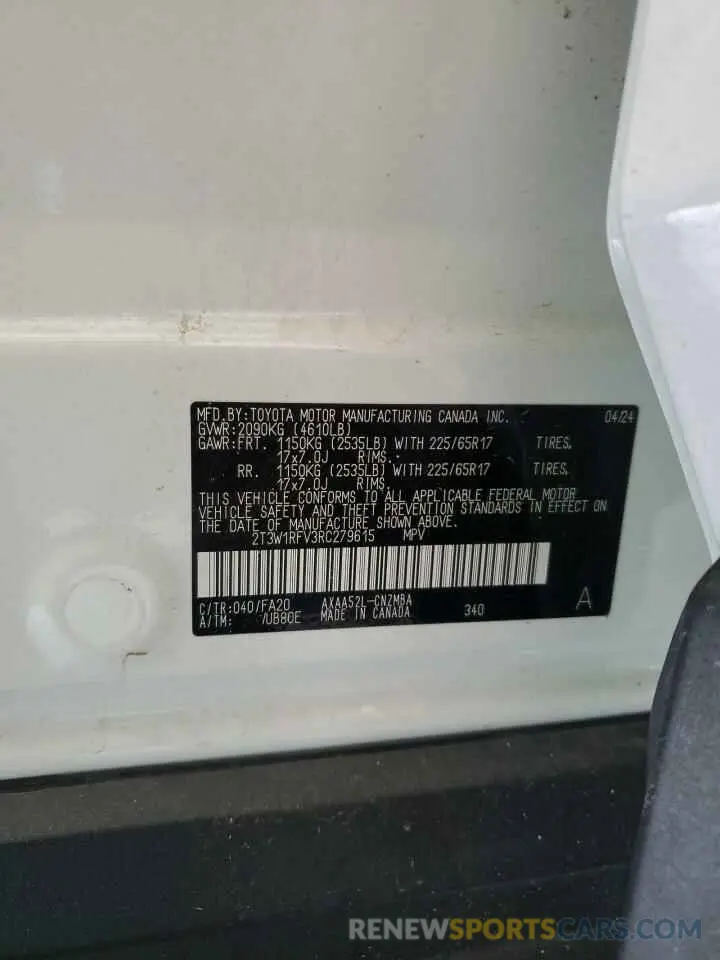 MFD.BY:TOYOTA MOTOR MANUFACTURING CANADA INC. 04/24
GVWR:2090KG (4610LB)
GAWR:FRT. 1150KG (2535LB) WITH 225/65R17 TIRES,
17x7.0J RIMS.
RR. 1150KG (2535LB) WITH 225/65R17 TIRES,
17x7.0J RIMS.
THIS VEHICLE CONFORMS TO ALL APPLICABLE FEDERAL MOTOR
VEHICLE SAFETY AND THEFT PREVENTION STANDARDS IN EFFECT ON
THE DATE OF MANUFACTURE SHOWN ABOVE.
2T3W1RFV3RC279615 MPV
C/TR:040/FA20 AXAA52L-CNZMBA 340 A
A/TM: /UB80E MADE IN CANADA
RENEWSPORTSCARS.COM